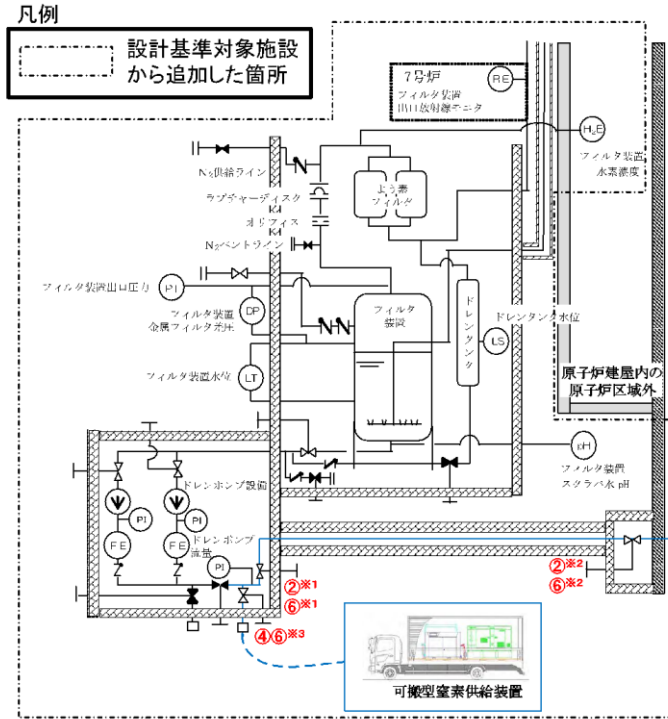 凡例
設計基準対象施設
から追加した箇所
7号炉
フィルタ装置
出口放射線モニタ
RE
H₂E
フィルタ装置
水素濃度
N₂供給ライン
ラプチャーディスク
オリフィス
N₂ベントライン
よう素
フィルタ
フィルタ装置出口圧力
PI
DP
フィルタ装置
金属フィルタ差圧
フィルタ
装置
ドレンタンク
ドレンタンク水位
LS
フィルタ装置水位
LT
原子炉建屋内の
原子炉区域外
pH
フィルタ装置
スクラバ水 pH
ドレンポンプ設備
PI
PI
FE
FE
ドレンポンプ
流量
PI
②※1
⑥※1
②※2
⑥※2
④⑥※3
可搬型窒素供給装置